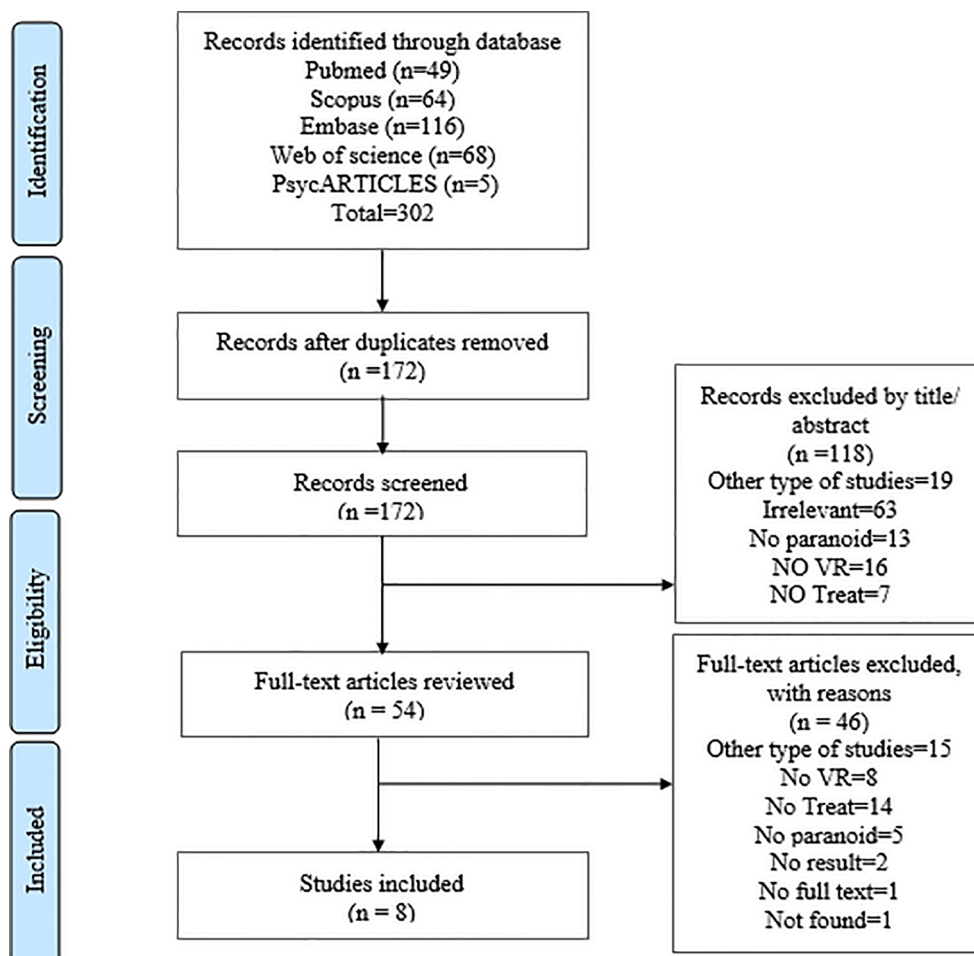 Identification
Records identified through database
Pubmed (n=49)
Scopus (n=64)
Embase (n=116)
Web of science (n=68)
PsycARTICLES (n=5)
Total=302
Screening
Records after duplicates removed
(n =172)
Records screened
(n =172)
Records excluded by title/
abstract
(n =118)
Other type of studies=19
Irrelevant=63
No paranoid=13
NO VR=16
NO Treat=7
Eligibility
Full-text articles reviewed
(n = 54)
Full-text articles excluded,
with reasons
(n = 46)
Other type of studies=15
No VR=8
No Treat=14
No paranoid=5
No result=2
No full text=1
Not found=1
Included
Studies included
(n = 8)